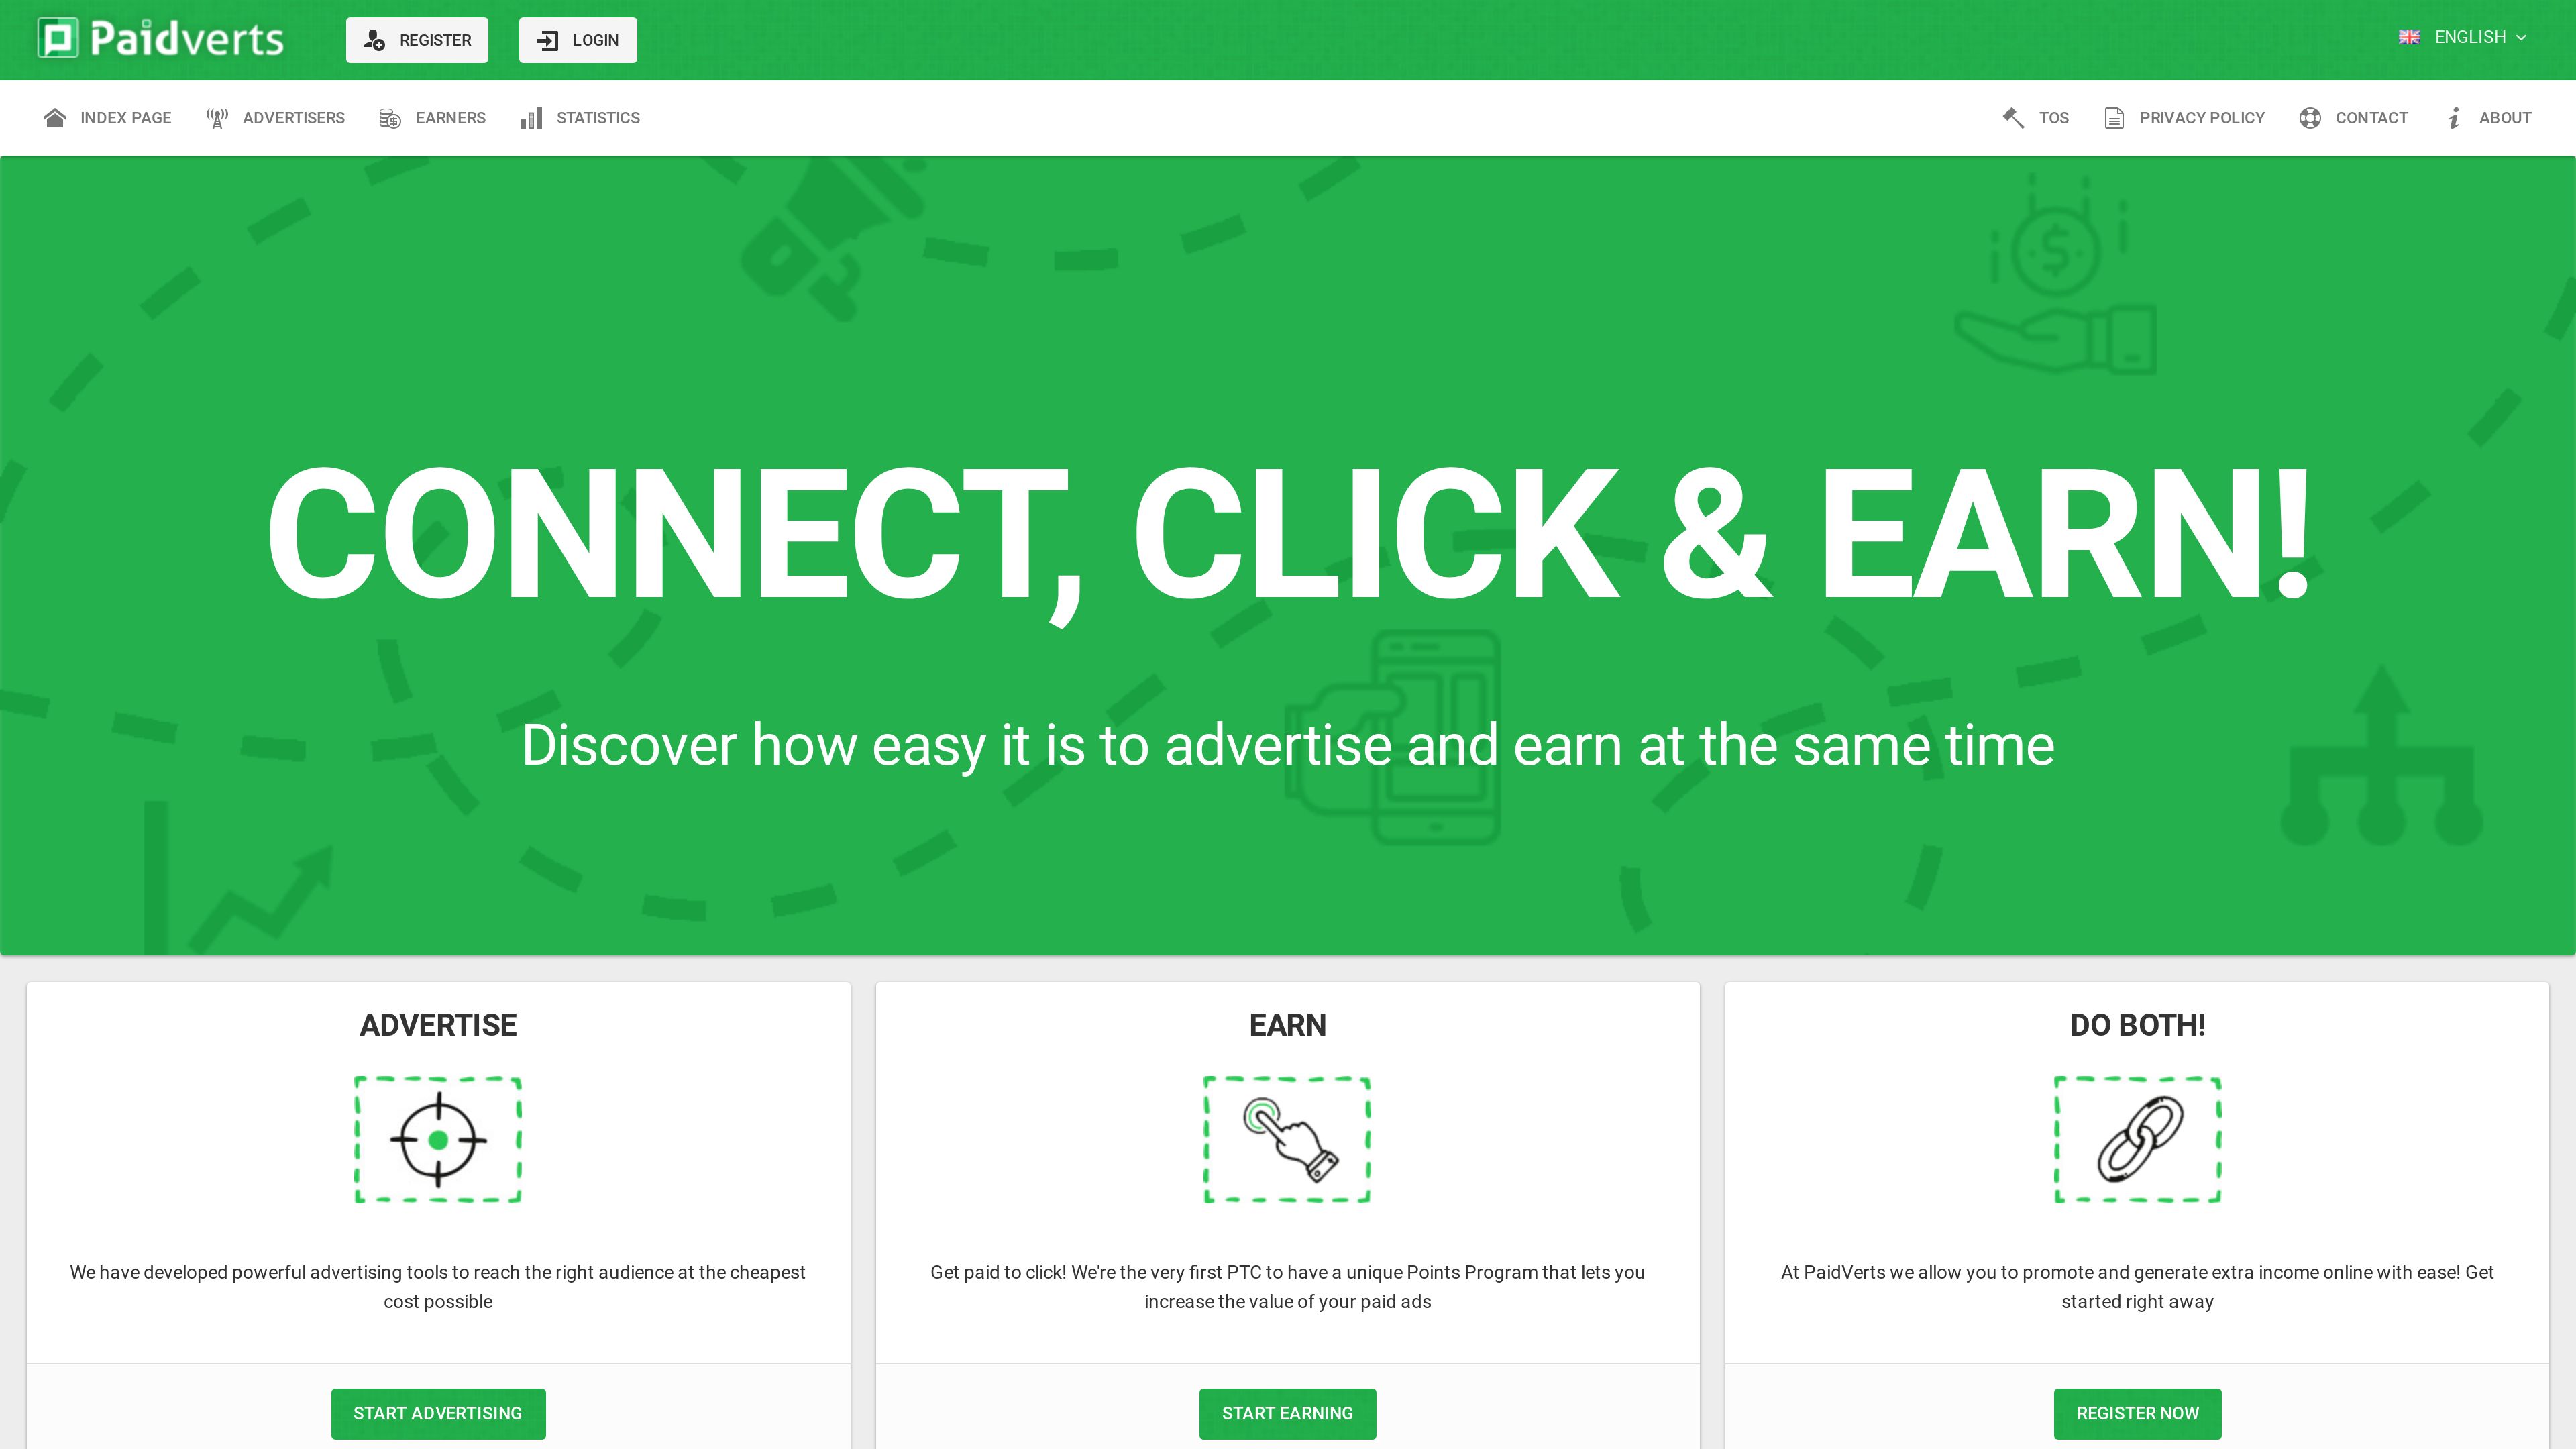 Paidverts
REGISTER
LOGIN
ENGLISH
INDEX PAGE
ADVERTISERS
EARNERS
STATISTICS
TOS
PRIVACY POLICY
CONTACT
ABOUT
CONNECT, CLICK & EARN!
Discover how easy it is to advertise and earn at the same time
ADVERTISE
We have developed powerful advertising tools to reach the right audience at the cheapest
cost possible
START ADVERTISING
EARN
Get paid to click! We're the very first PTC to have a unique Points Program that lets you
increase the value of your paid ads
START EARNING
DO BOTH!
At PaidVerts we allow you to promote and generate extra income online with ease! Get
started right away
REGISTER NOW